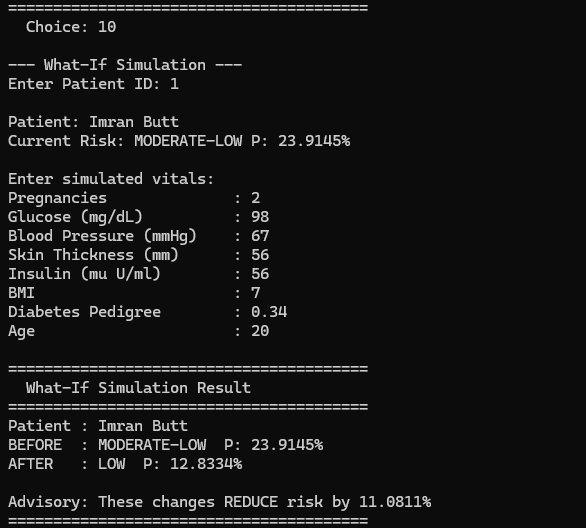 ========================================
  Choice: 10
--- What-If Simulation ---
Enter Patient ID: 1
Patient: Imran Butt
Current Risk: MODERATE-LOW P: 23.9145%
Enter simulated vitals:
Pregnancies              : 2
Glucose (mg/dL)          : 98
Blood Pressure (mmHg)    : 67
Skin Thickness (mm)      : 56
Insulin (mu U/ml)        : 56
BMI                      : 7
Diabetes Pedigree        : 0.34
Age                      : 20
========================================
  What-If Simulation Result
========================================
Patient : Imran Butt
BEFORE  : MODERATE-LOW  P: 23.9145%
AFTER   : LOW  P: 12.8334%
Advisory: These changes REDUCE risk by 11.0811%
========================================